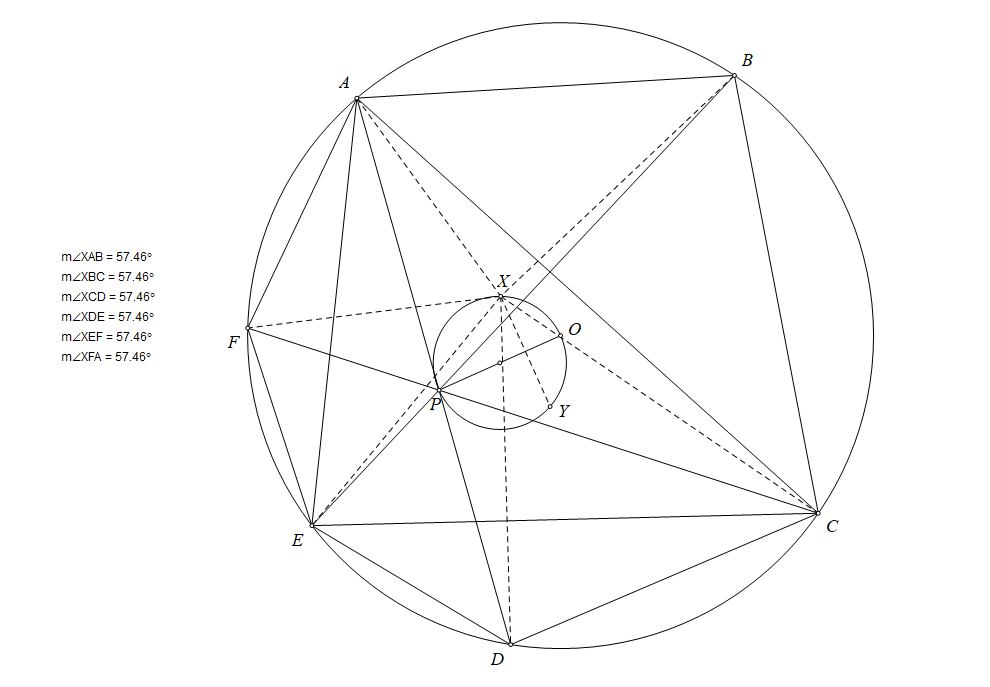 A
B
m∠XAB = 57.46°
m∠XBC = 57.46°
m∠XCD = 57.46°
m∠XDE = 57.46°
m∠XEF = 57.46°
m∠XFA = 57.46°
X
O
F
P
Y
E
C
D